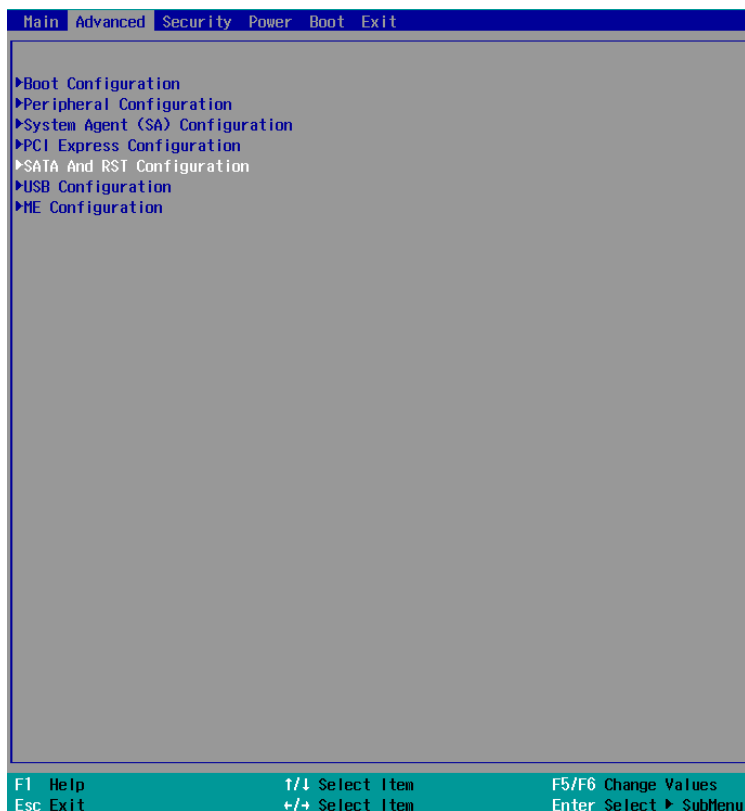 Main Advanced Security Power Boot Exit
▶Boot Configuration
▶Peripheral Configuration
▶System Agent (SA) Configuration
▶PCI Express Configuration
▶SATA And RST Configuration
▶USB Configuration
▶ME Configuration
F1 Help ↑/↓ Select Item F5/F6 Change Values
Esc Exit ←/→ Select Item Enter Select ▶ SubMenu